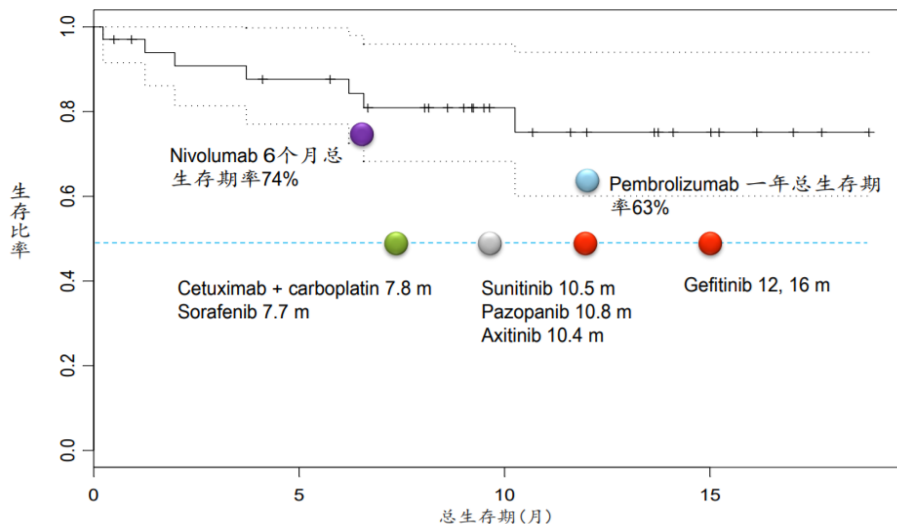 1.0
0.8
0.6
0.4
0.2
0.0
生存比率
Nivolumab 6个月总
生存期率74%
Pembrolizumab 一年总生存期
率63%
Cetuximab + carboplatin 7.8 m
Sorafenib 7.7 m
Sunitinib 10.5 m
Pazopanib 10.8 m
Axitinib 10.4 m
Gefitinib 12, 16 m
0 5 10 15
总生存期(月)